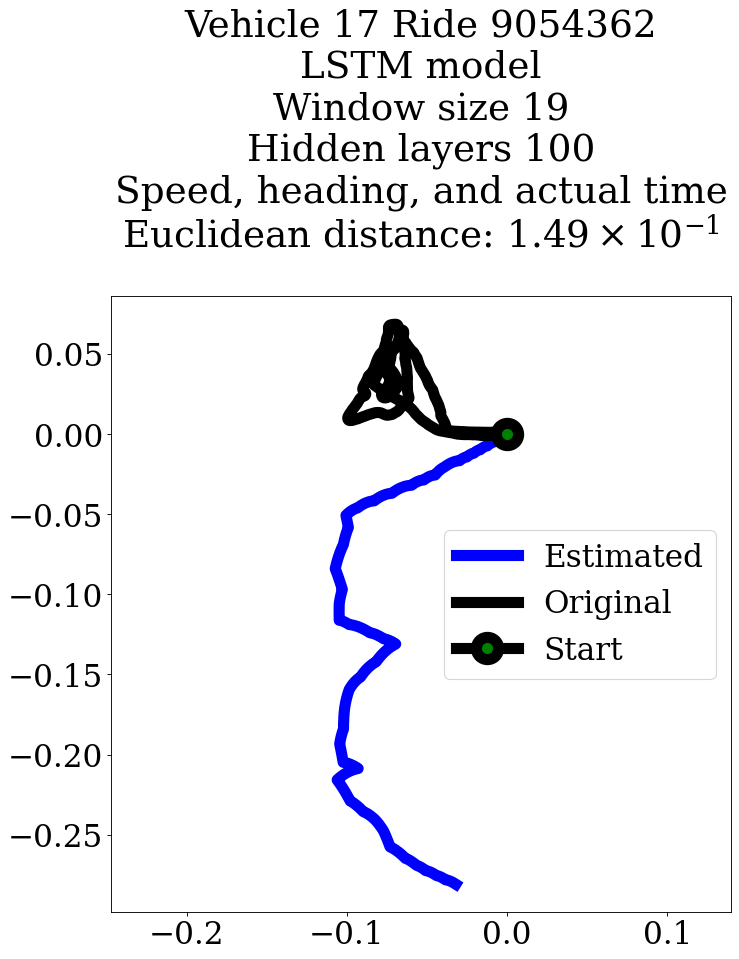 Vehicle 17 Ride 9054362
LSTM model
Window size 19
Hidden layers 100
Speed, heading, and actual time
Euclidean distance: 1.49 × 10⁻¹
0.05
0.00
−0.05
−0.10
−0.15
−0.20
−0.25
Estimated
Original
Start
−0.2
−0.1
0.0
0.1